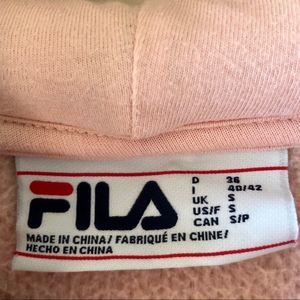 FILA
D 36
I 40/42
UK S
US/F S
CAN S/P
MADE IN CHINA/ FABRIQUÉ EN CHINE/
HECHO EN CHINA